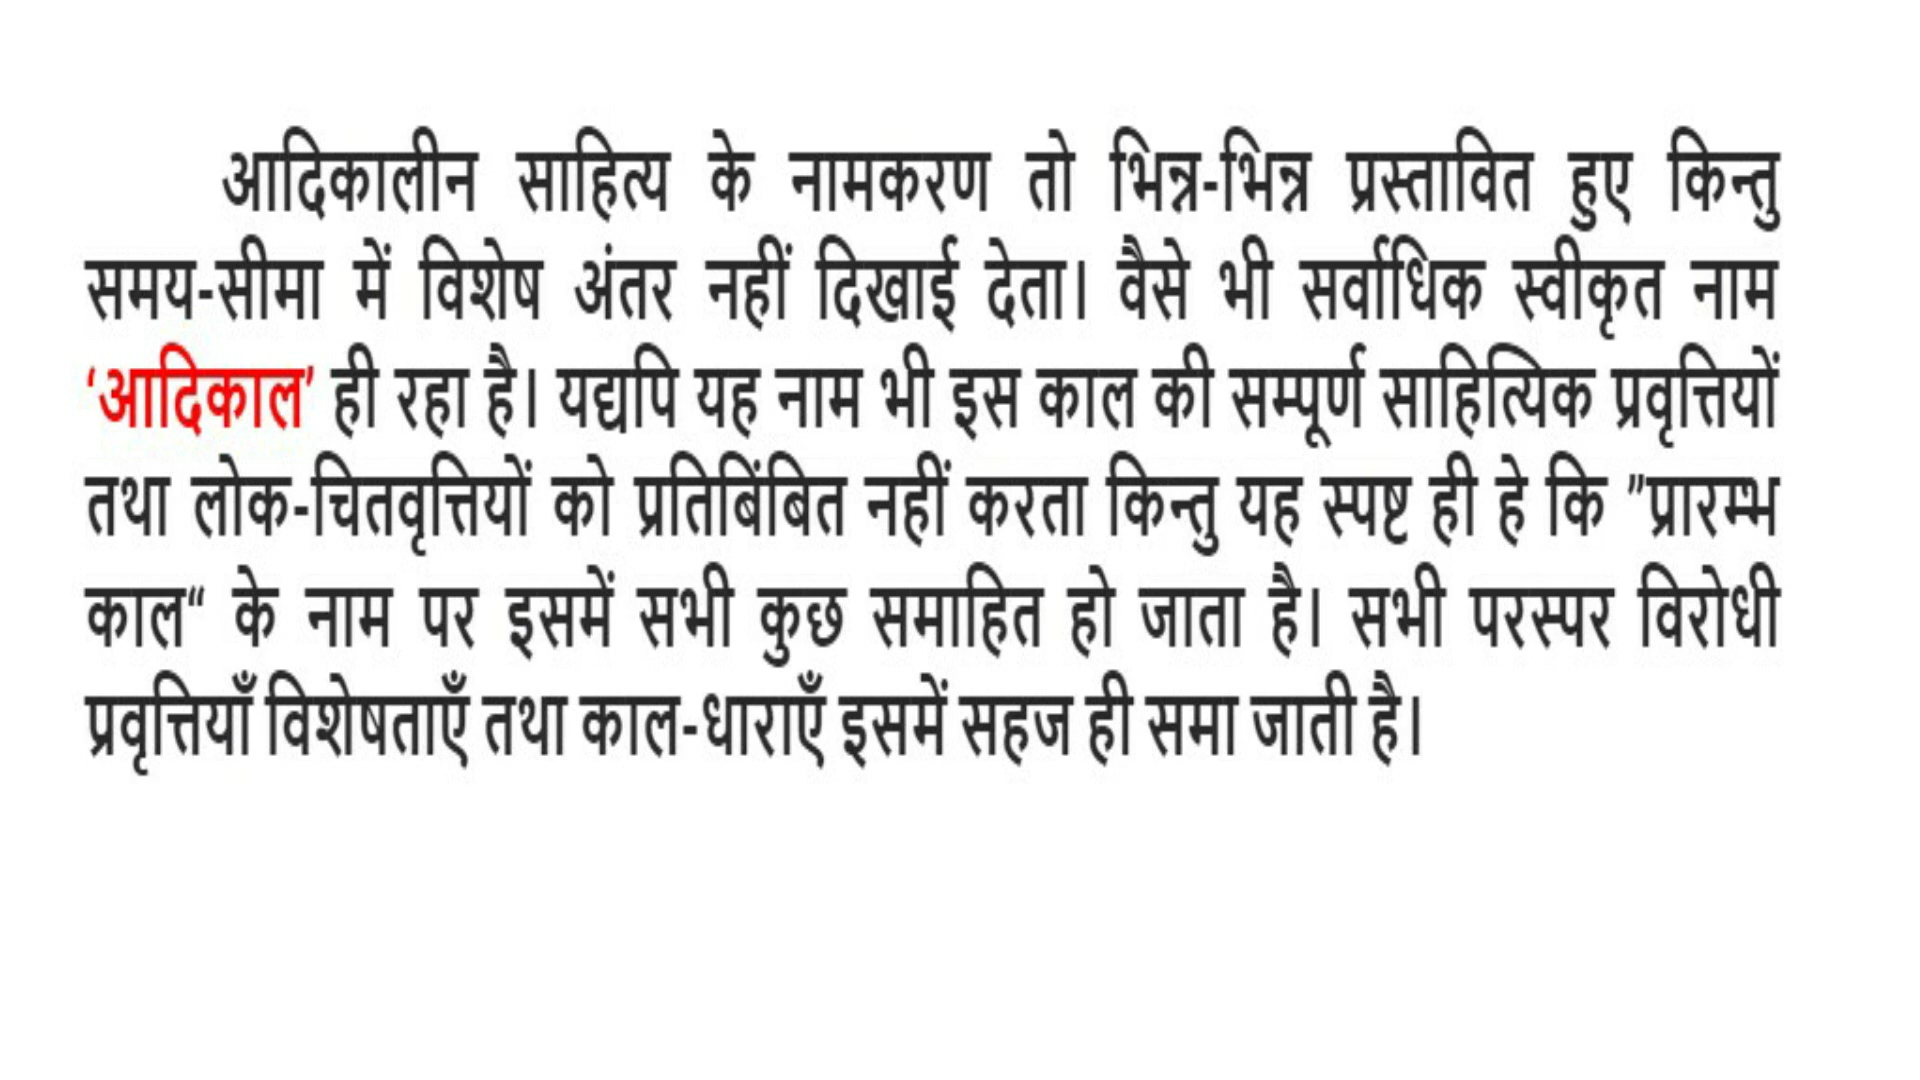 आदिकालीन साहित्य के नामकरण तो भिन्न-भिन्न प्रस्तावित हुए किन्तु
समय-सीमा में विशेष अंतर नहीं दिखाई देता। वैसे भी सर्वाधिक स्वीकृत नाम
‘आदिकाल’ ही रहा है। यद्यपि यह नाम भी इस काल की सम्पूर्ण साहित्यिक प्रवृत्तियों
तथा लोक-चितवृत्तियों को प्रतिबिंबित नहीं करता किन्तु यह स्पष्ट ही हे कि ”प्रारम्भ
काल“ के नाम पर इसमें सभी कुछ समाहित हो जाता है। सभी परस्पर विरोधी
प्रवृत्तियाँ विशेषताएँ तथा काल-धाराएँ इसमें सहज ही समा जाती है।